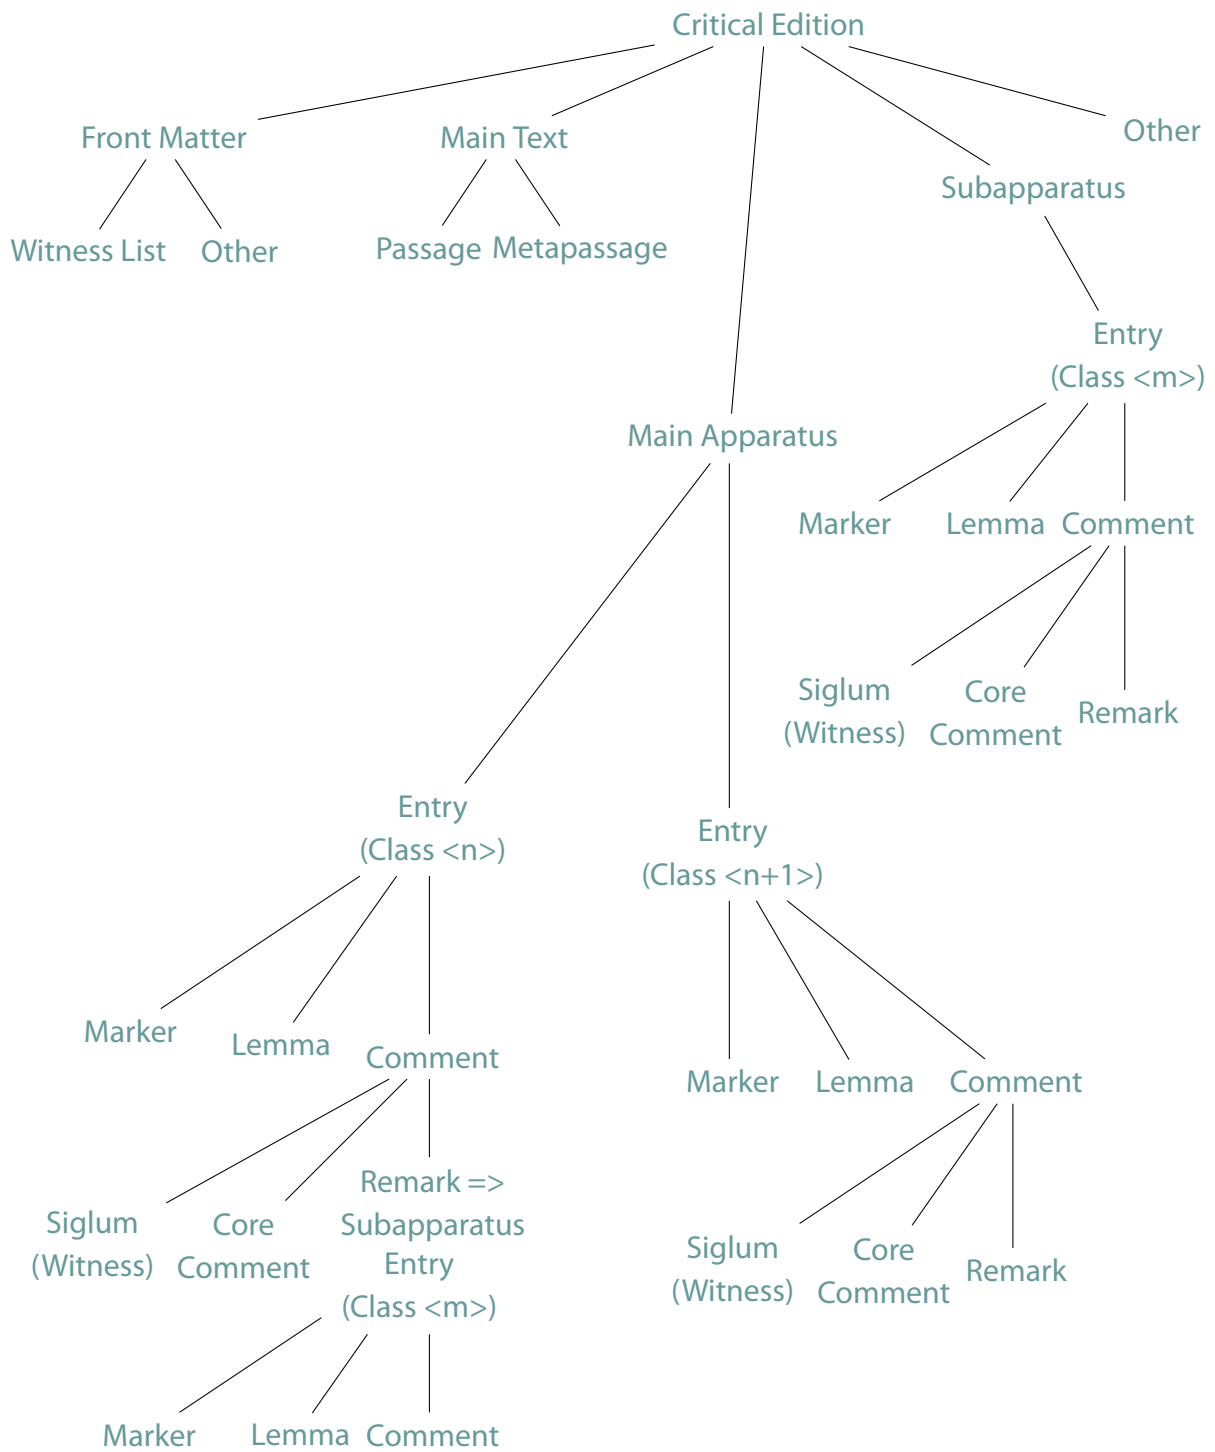 Critical Edition
Front Matter
Main Text
Other
Subapparatus
Witness List
Other
Passage
Metapassage
Entry
(Class <m>)
Main Apparatus
Marker
Lemma
Comment
Siglum
(Witness)
Core
Comment
Remark
Entry
(Class <n>)
Entry
(Class <n+1>)
Marker
Lemma
Comment
Marker
Lemma
Comment
Siglum
(Witness)
Core
Comment
Remark =>
Subapparatus
Entry
(Class <m>)
Siglum
(Witness)
Core
Comment
Remark
Marker
Lemma
Comment